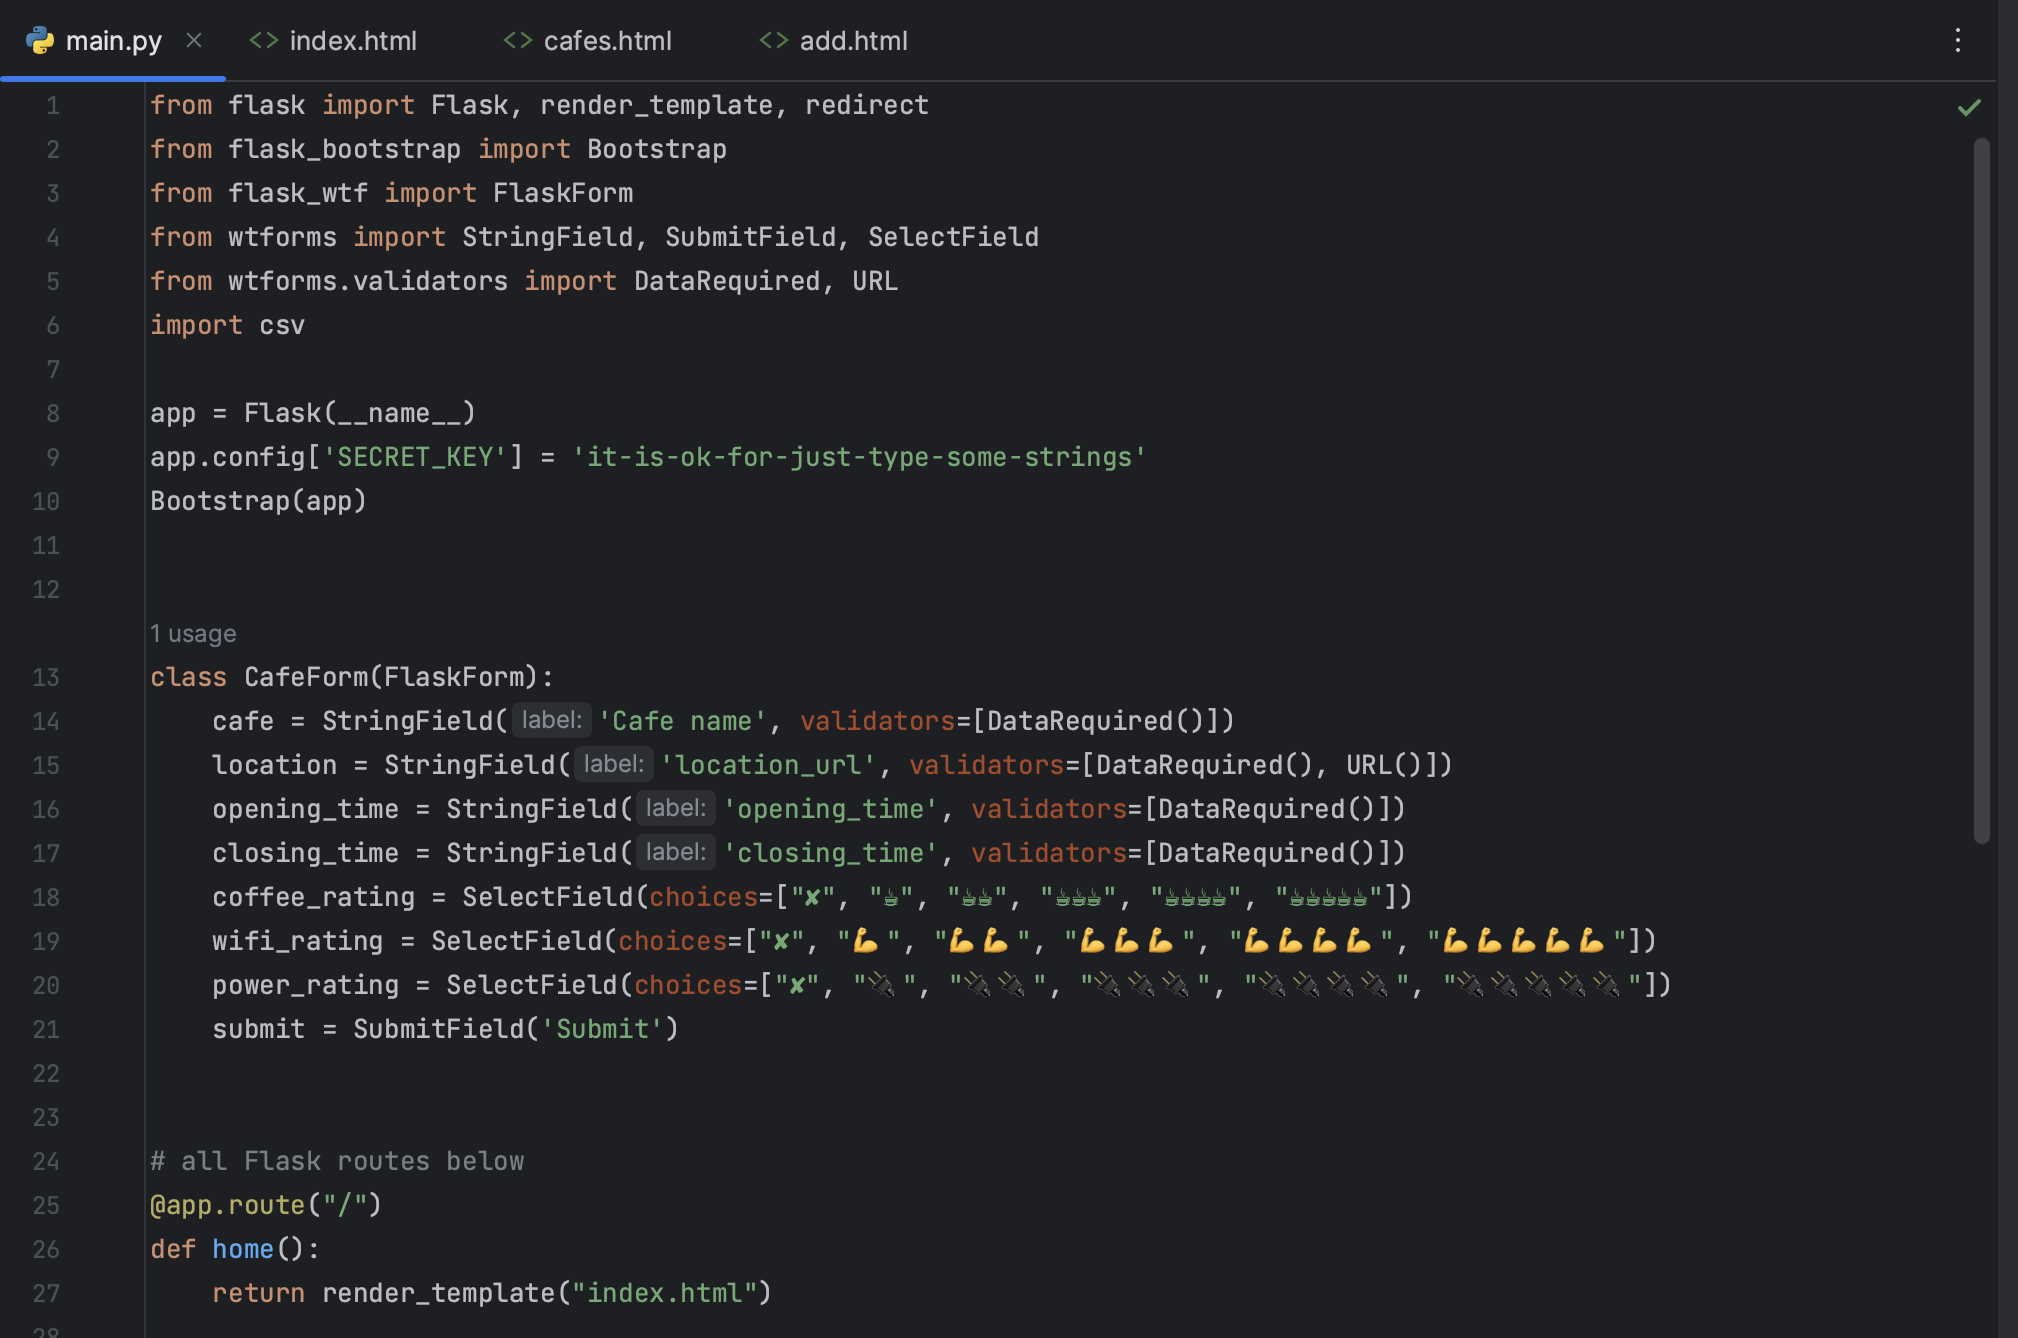 main.py index.html cafes.html add.html
1 from flask import Flask, render_template, redirect
2 from flask_bootstrap import Bootstrap
3 from flask_wtf import FlaskForm
4 from wtforms import StringField, SubmitField, SelectField
5 from wtforms.validators import DataRequired, URL
6 import csv
7
8 app = Flask(__name__)
9 app.config['SECRET_KEY'] = 'it-is-ok-for-just-type-some-strings'
10 Bootstrap(app)
11
12
1 usage
13 class CafeForm(FlaskForm):
14     cafe = StringField(label: 'Cafe name', validators=[DataRequired()])
15     location = StringField(label: 'location_url', validators=[DataRequired(), URL()])
16     opening_time = StringField(label: 'opening_time', validators=[DataRequired()])
17     closing_time = StringField(label: 'closing_time', validators=[DataRequired()])
18     coffee_rating = SelectField(choices=["✘", "☕", "☕☕", "☕☕☕", "☕☕☕☕", "☕☕☕☕☕"])
19     wifi_rating = SelectField(choices=["✘", "💪", "💪💪", "💪💪💪", "💪💪💪💪", "💪💪💪💪💪"])
20     power_rating = SelectField(choices=["✘", "🔌", "🔌🔌", "🔌🔌🔌", "🔌🔌🔌🔌", "🔌🔌🔌🔌🔌"])
21     submit = SubmitField('Submit')
22
23
24 # all Flask routes below
25 @app.route("/")
26 def home():
27     return render_template("index.html")
28